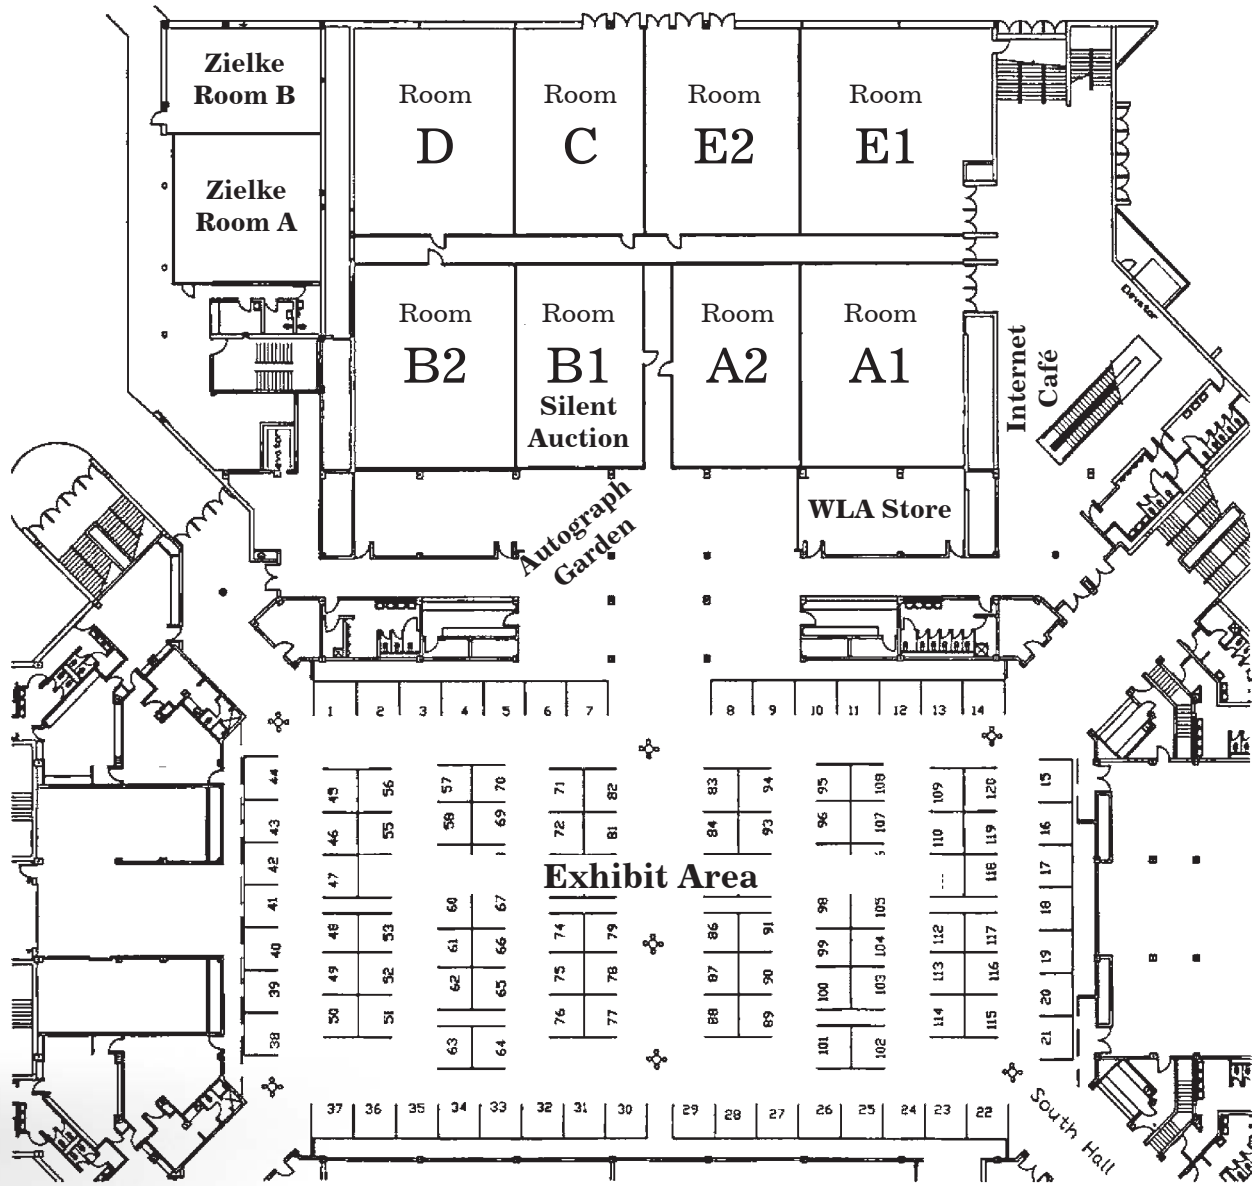 Zielke
Room B
Zielke
Room A
Room
D
Room
C
Room
E2
Room
E1
Room
B2
Room
B1
Silent
Auction
Room
A2
Room
A1
Internet
Café
Elevator
Elevator
Autograph
Garden
WLA Store
1 2 3 4 5 6 7
8 9 10 11 12 13 14
44
43
42
41
40
39
38
45 56
46 55
47
48 53
49 52
50 51
57 70
58 69
60 67
61 66
62 65
63 64
71 82
72 81
74 79
75 78
76 77
Exhibit Area
83 94
84 93
86 91
87 90
88 89
95 108
96 107
98 105
99 104
100 103
101 102
109 120
110 119
118
112 117
113 116
114 115
15
16
17
18
19
20
21
37 36 35 34 33 32 31 30
29 28 27 26 25 24 23 22
South Hall